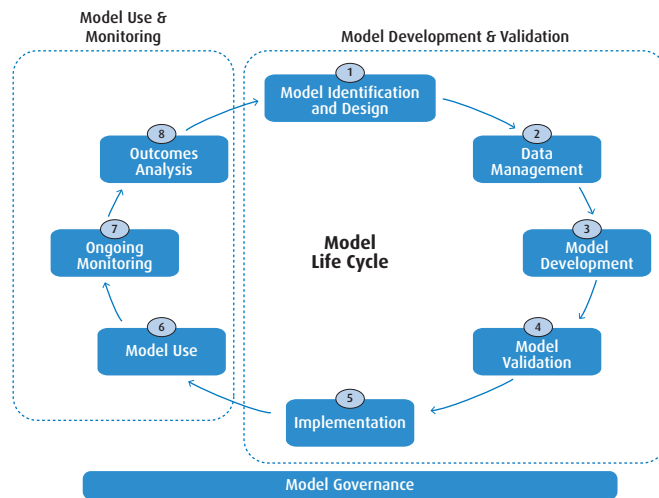 Model Use &
Monitoring
Model Development & Validation
1
Model Identification
and Design
2
Data
Management
3
Model
Development
4
Model
Validation
5
Implementation
6
Model Use
7
Ongoing
Monitoring
8
Outcomes
Analysis
Model
Life Cycle
Model Governance